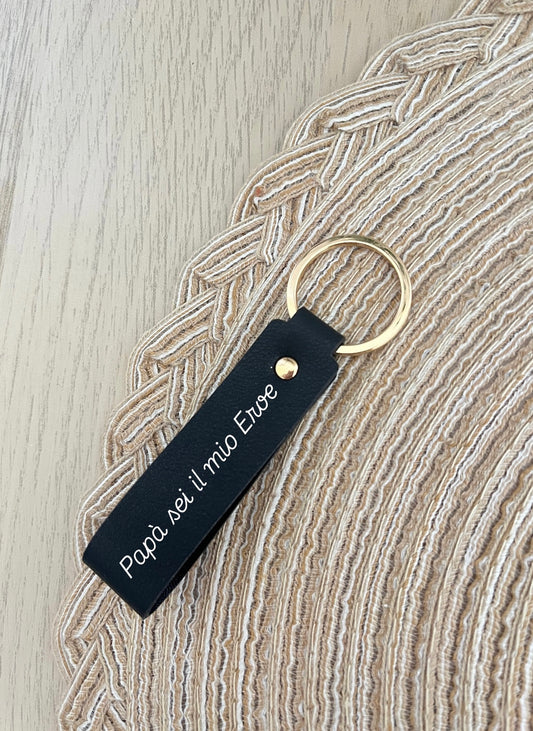 Papà sei il mio Eroe